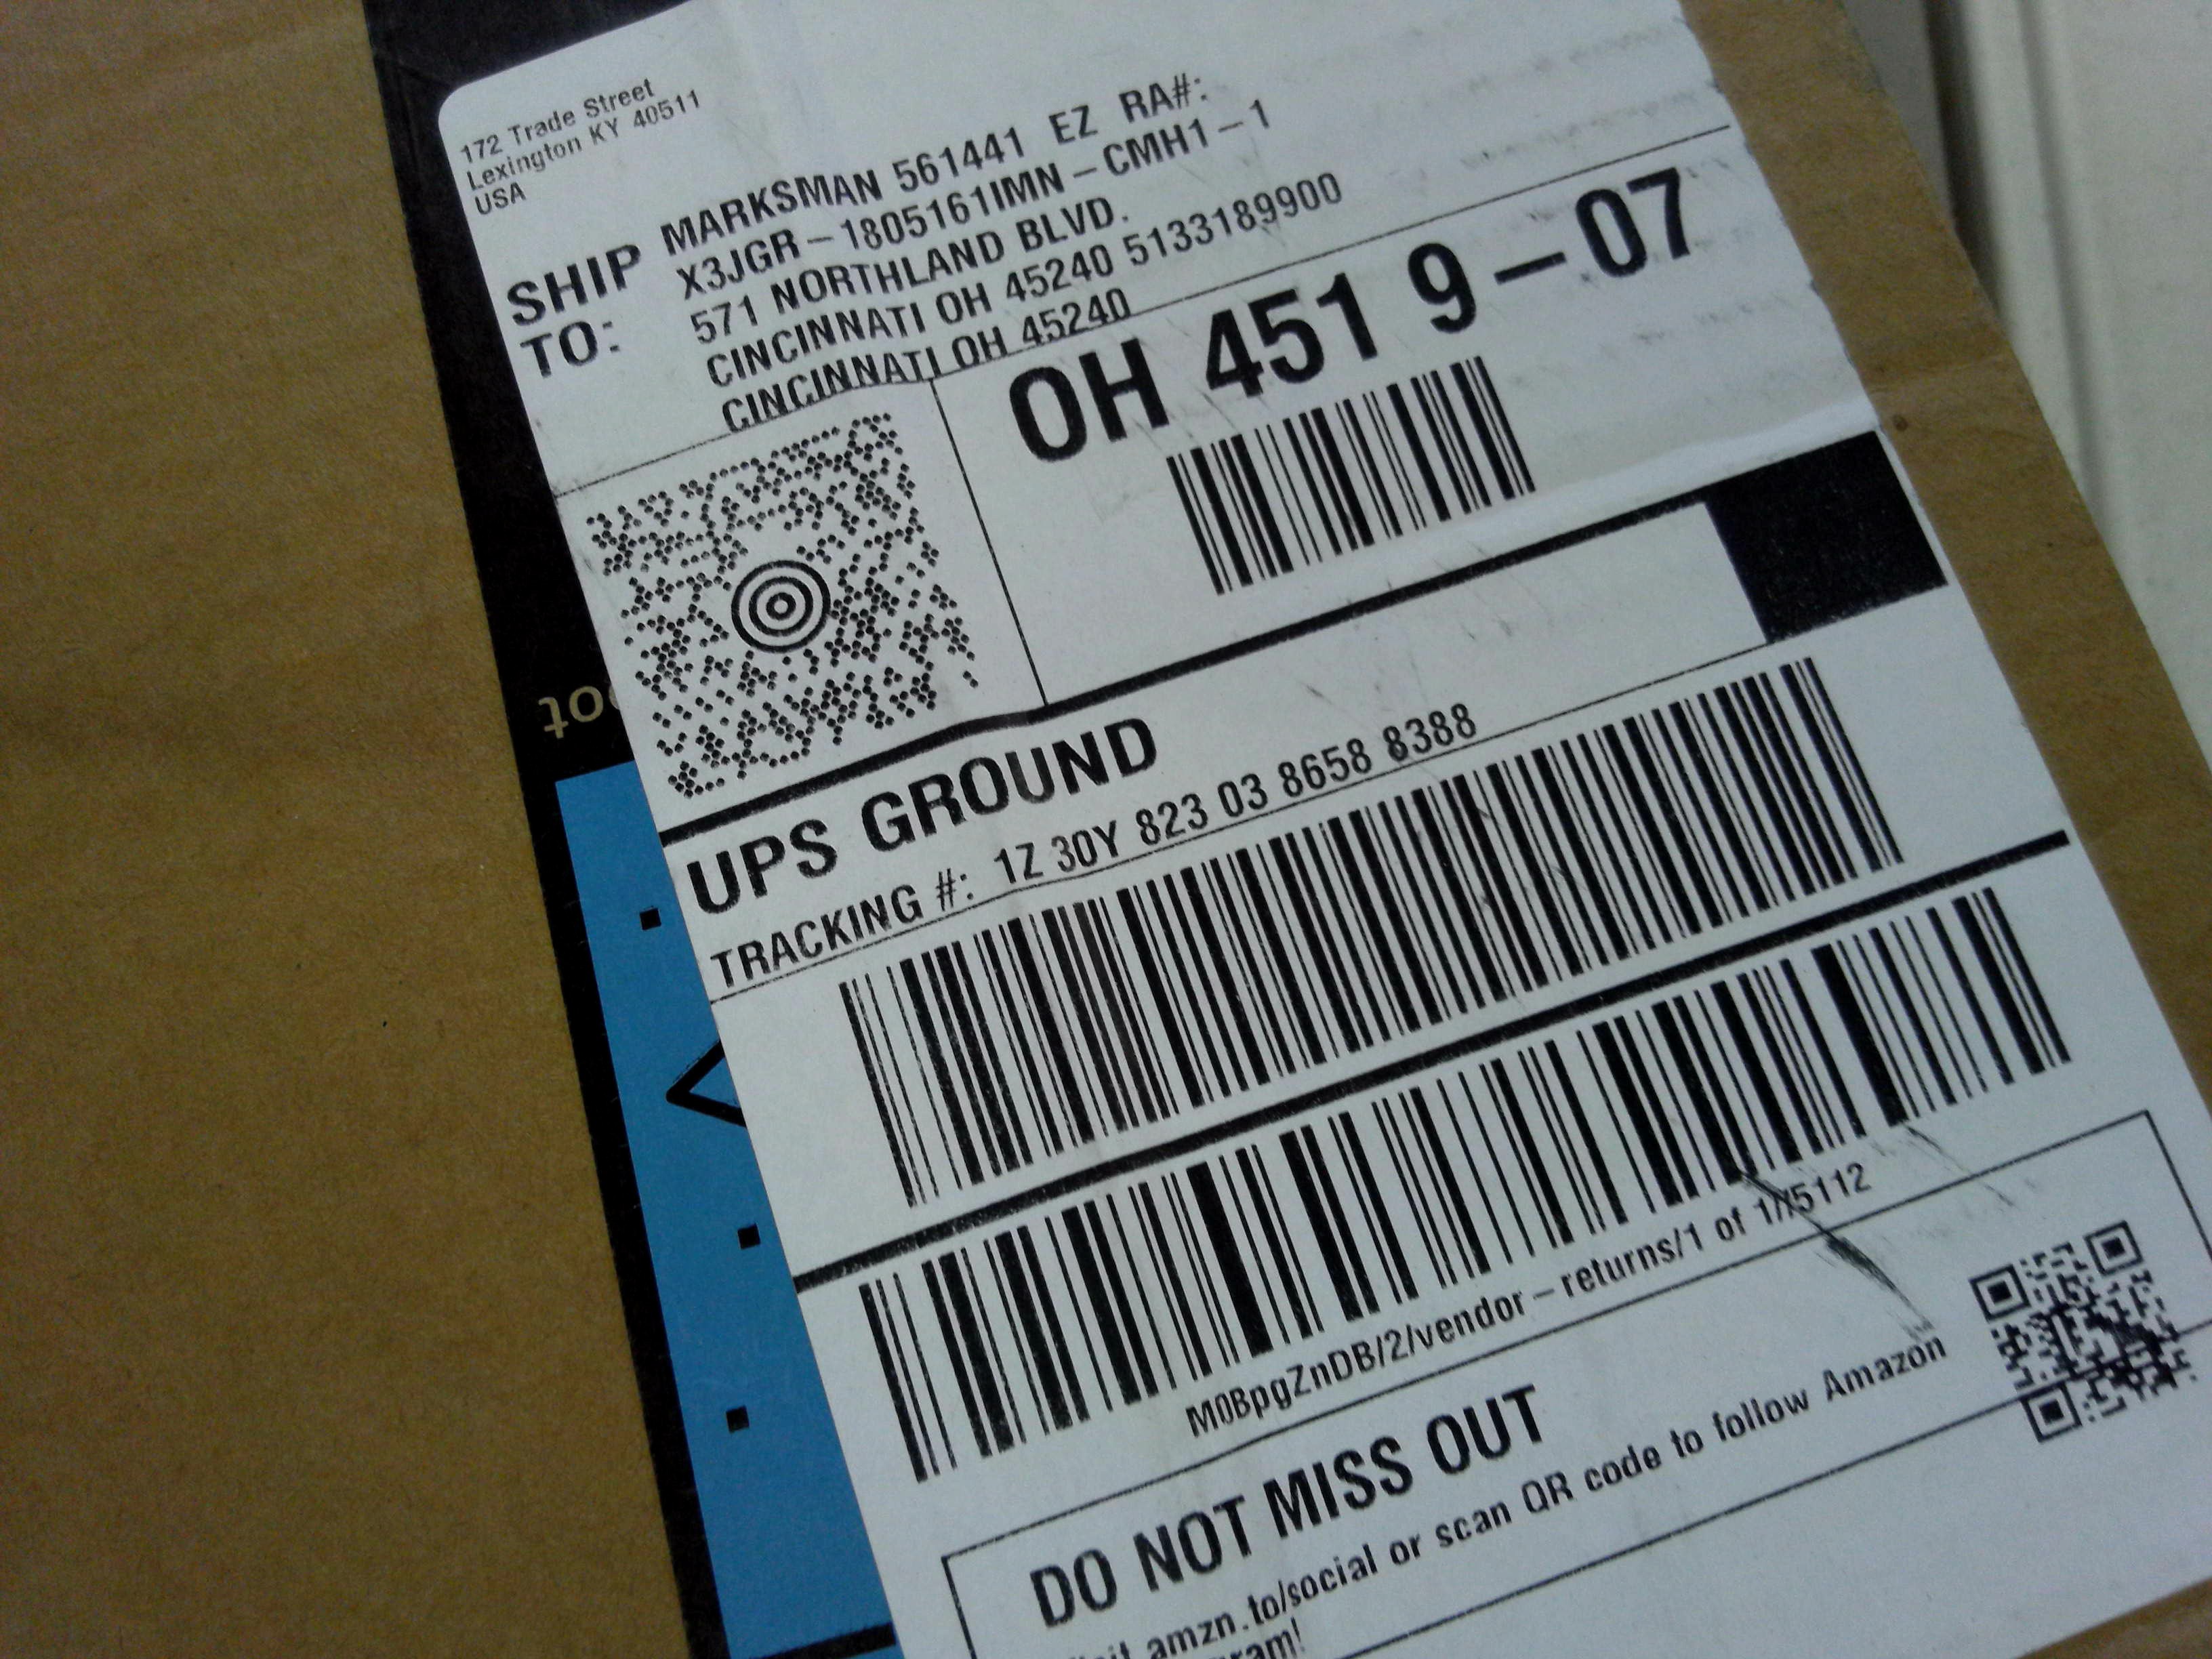 172 Trade Street
Lexington KY 40511
USA
SHIP TO:
MARKSMAN 561441 EZ RA#:
X3JGR-1805161IMN-CMH1-1
571 NORTHLAND BLVD.
CINCINNATI OH 45240 5133189900
CINCINNATI OH 45240
OH 451 9-07
UPS GROUND
TRACKING #: 1Z 30Y 823 03 8658 8388
M0BpgZnDB/2/vendor-returns/1 of 1//5112
DO NOT MISS OUT
amzn.to/social or scan QR code to follow Amazon